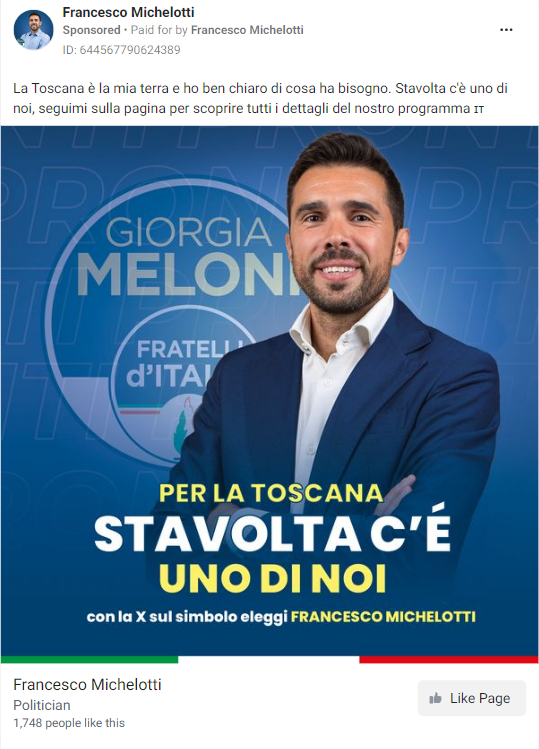 Francesco Michelotti
Sponsored • Paid for by Francesco Michelotti
ID: 644567790624389
La Toscana è la mia terra e ho ben chiaro di cosa ha bisogno. Stavolta c'è uno di
noi, seguimi sulla pagina per scoprire tutti i dettagli del nostro programma IT
GIORGIA
MELONI
FRATELLI
d'ITAL
PER LA TOSCANA
STAVOLTA C'É
UNO DI NOI
con la X sul simbolo eleggi FRANCESCO MICHELOTTI
Francesco Michelotti
Politician
1,748 people like this
Like Page